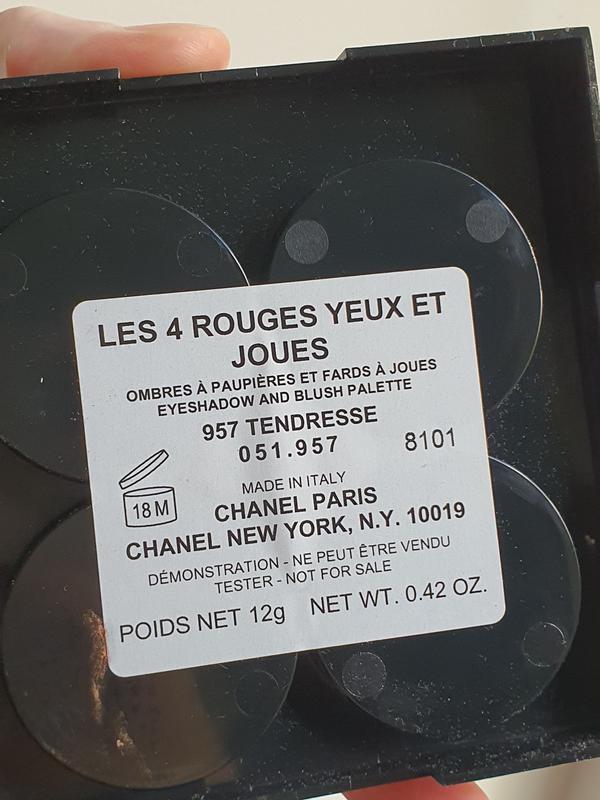 LES 4 ROUGES YEUX ET
JOUES
OMBRES À PAUPIÈRES ET FARDS À JOUES
EYESHADOW AND BLUSH PALETTE
957 TENDRESSE
051.957
8101
18 M
MADE IN ITALY
CHANEL PARIS
CHANEL NEW YORK, N.Y. 10019
DÉMONSTRATION - NE PEUT ÊTRE VENDU
TESTER - NOT FOR SALE
POIDS NET 12g NET WT. 0.42 OZ.